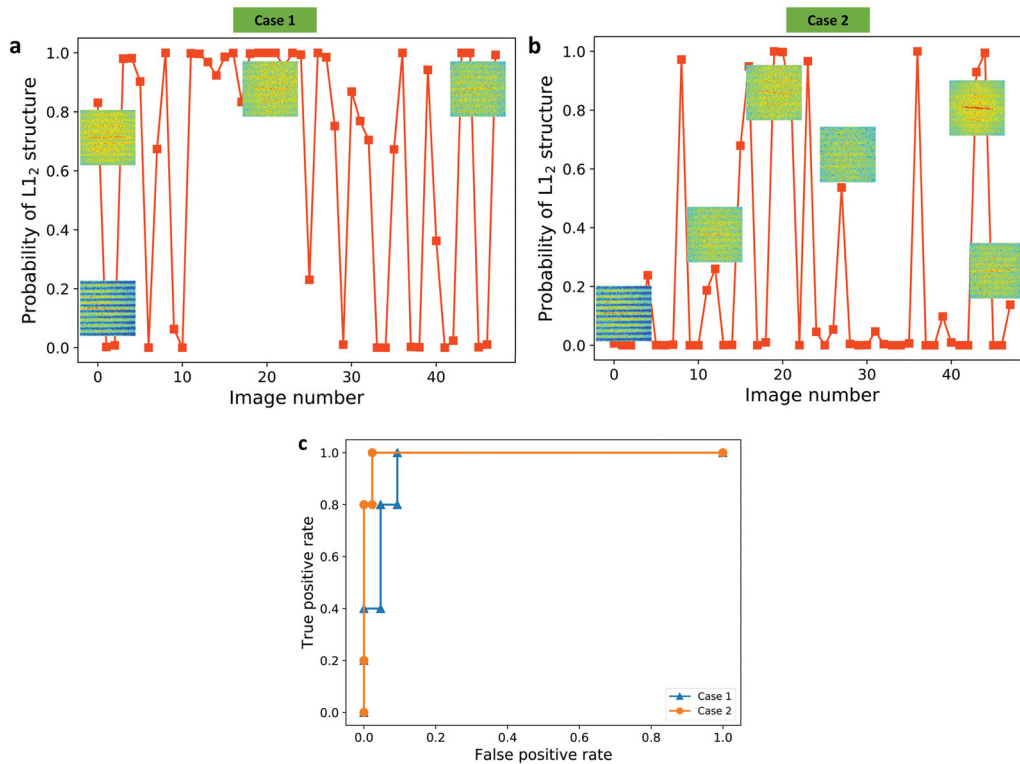 Case 1
Case 2
a
b
1.0
0.8
0.6
0.4
0.2
0.0
Probability of L1₂ structure
0 10 20 30 40
Image number
1.0
0.8
0.6
0.4
0.2
0.0
Probability of L1₂ structure
0 10 20 30 40
Image number
c
1.0
0.8
0.6
0.4
0.2
0.0
True positive rate
Case 1
Case 2
0.0 0.2 0.4 0.6 0.8 1.0
False positive rate